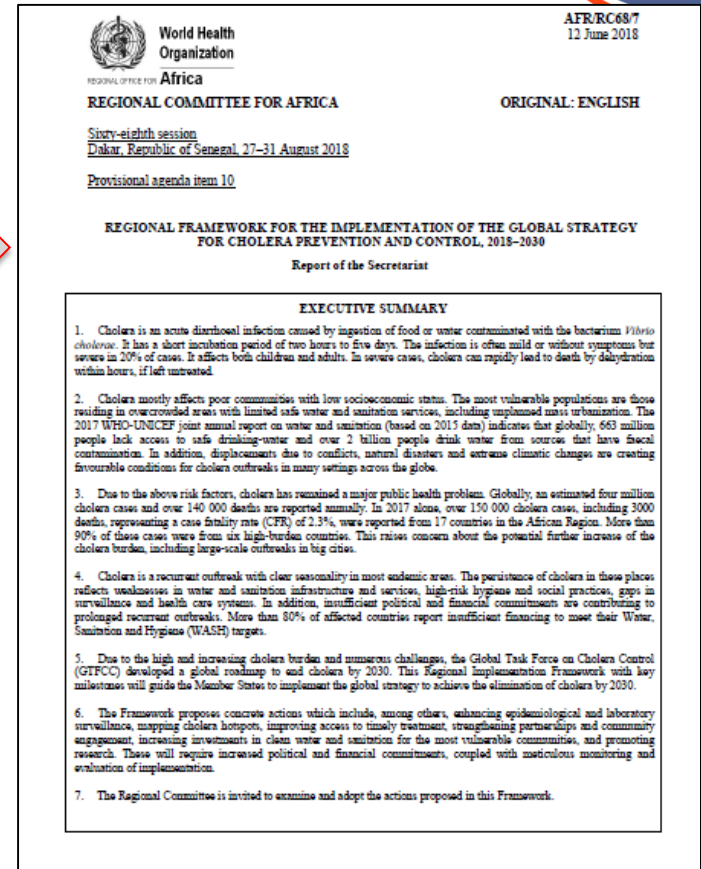 AFR/RC68/7
12 June 2018
World Health
Organization
REGIONAL OFFICE FOR Africa
REGIONAL COMMITTEE FOR AFRICA ORIGINAL: ENGLISH
Sixty-eighth session
Dakar, Republic of Senegal, 27–31 August 2018
Provisional agenda item 10
REGIONAL FRAMEWORK FOR THE IMPLEMENTATION OF THE GLOBAL STRATEGY
FOR CHOLERA PREVENTION AND CONTROL, 2018–2030
Report of the Secretariat
EXECUTIVE SUMMARY
1. Cholera is an acute diarrhoeal infection caused by ingestion of food or water contaminated with the bacterium Vibrio
cholerae. It has a short incubation period of two hours to five days. The infection is often mild or without symptoms but
severe in 20% of cases. It affects both children and adults. In severe cases, cholera can rapidly lead to death by dehydration
within hours, if left untreated.
2. Cholera mostly affects poor communities with low socioeconomic status. The most vulnerable populations are those
residing in overcrowded areas with limited safe water and sanitation services, including unplanned mass urbanization. The
2017 WHO-UNICEF joint annual report on water and sanitation (based on 2015 data) indicates that globally, 663 million
people lack access to safe drinking-water and over 2 billion people drink water from sources that have faecal
contamination. In addition, displacements due to conflicts, natural disasters and extreme climatic changes are creating
favourable conditions for cholera outbreaks in many settings across the globe.
3. Due to the above risk factors, cholera has remained a major public health problem. Globally, an estimated four million
cholera cases and over 140 000 deaths are reported annually. In 2017 alone, over 150 000 cholera cases, including 3000
deaths, representing a case fatality rate (CFR) of 2.3%, were reported from 17 countries in the African Region. More than
90% of these cases were from six high-burden countries. This raises concern about the potential further increase of the
cholera burden, including large-scale outbreaks in big cities.
4. Cholera is a recurrent outbreak with clear seasonality in most endemic areas. The persistence of cholera in these places
reflects weaknesses in water and sanitation infrastructure and services, high-risk hygiene and social practices, gaps in
surveillance and health care systems. In addition, insufficient political and financial commitments are contributing to
prolonged recurrent outbreaks. More than 80% of affected countries report insufficient financing to meet their Water,
Sanitation and Hygiene (WASH) targets.
5. Due to the high and increasing cholera burden and numerous challenges, the Global Task Force on Cholera Control
(GTFCC) developed a global roadmap to end cholera by 2030. This Regional Implementation Framework with key
milestones will guide the Member States to implement the global strategy to achieve the elimination of cholera by 2030.
6. The Framework proposes concrete actions which include, among others, enhancing epidemiological and laboratory
surveillance, mapping cholera hotspots, improving access to timely treatment, strengthening partnerships and community
engagement, increasing investments in clean water and sanitation for the most vulnerable communities, and promoting
research. These will require increased political and financial commitments, coupled with meticulous monitoring and
evaluation of implementation.
7. The Regional Committee is invited to examine and adopt the actions proposed in this Framework.